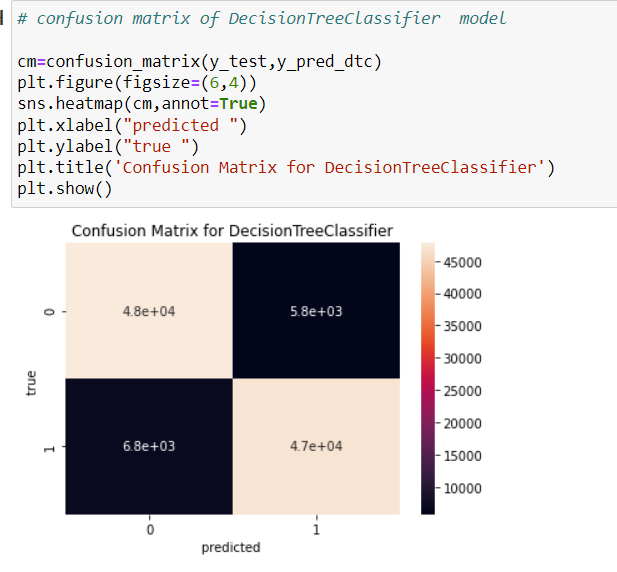 # confusion matrix of DecisionTreeClassifier  model
cm=confusion_matrix(y_test,y_pred_dtc)
plt.figure(figsize=(6,4))
sns.heatmap(cm,annot=True)
plt.xlabel("predicted ")
plt.ylabel("true ")
plt.title('Confusion Matrix for DecisionTreeClassifier')
plt.show()
Confusion Matrix for DecisionTreeClassifier
0
4.8e+04
5.8e+03
1
6.8e+03
4.7e+04
true
0
1
predicted
45000
40000
35000
30000
25000
20000
15000
10000